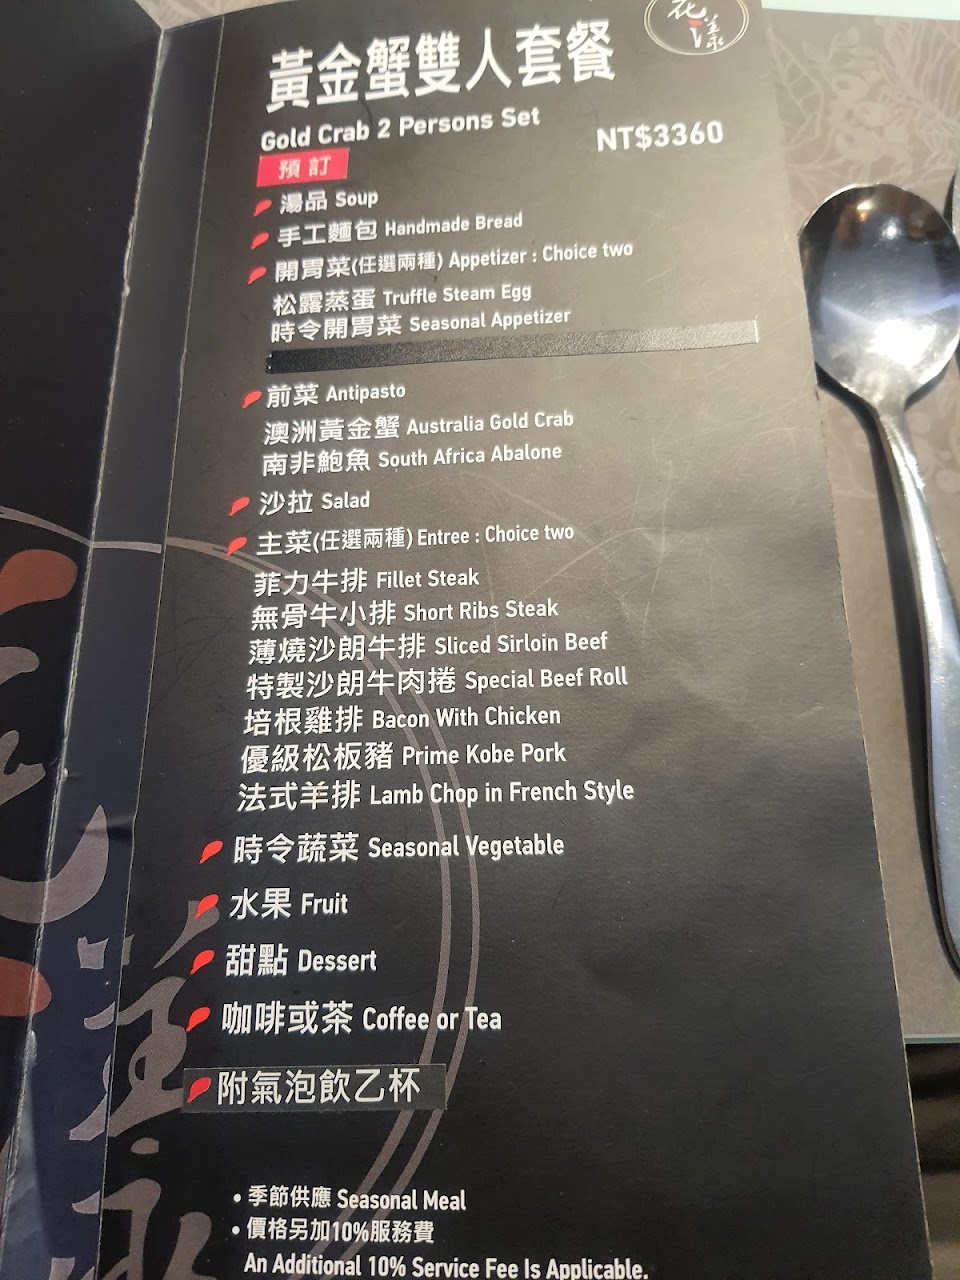 花漾
黃金蟹雙人套餐
Gold Crab 2 Persons Set
NT$3360
預訂
湯品 Soup
手工麵包 Handmade Bread
開胃菜(任選兩種) Appetizer : Choice two
松露蒸蛋 Truffle Steam Egg
時令開胃菜 Seasonal Appetizer
前菜 Antipasto
澳洲黃金蟹 Australia Gold Crab
南非鮑魚 South Africa Abalone
沙拉 Salad
主菜(任選兩種) Entree : Choice two
菲力牛排 Fillet Steak
無骨牛小排 Short Ribs Steak
薄燒沙朗牛排 Sliced Sirloin Beef
特製沙朗牛肉捲 Special Beef Roll
培根雞排 Bacon With Chicken
優級松板豬 Prime Kobe Pork
法式羊排 Lamb Chop in French Style
時令蔬菜 Seasonal Vegetable
水果 Fruit
甜點 Dessert
咖啡或茶 Coffee or Tea
附氣泡飲乙杯
• 季節供應 Seasonal Meal
• 價格另加10%服務費
An Additional 10% Service Fee Is Applicable.